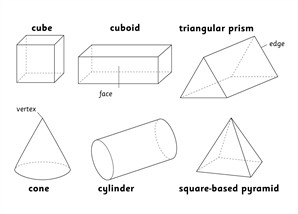 cube
cuboid
triangular prism
edge
face
vertex
cone
cylinder
square-based pyramid